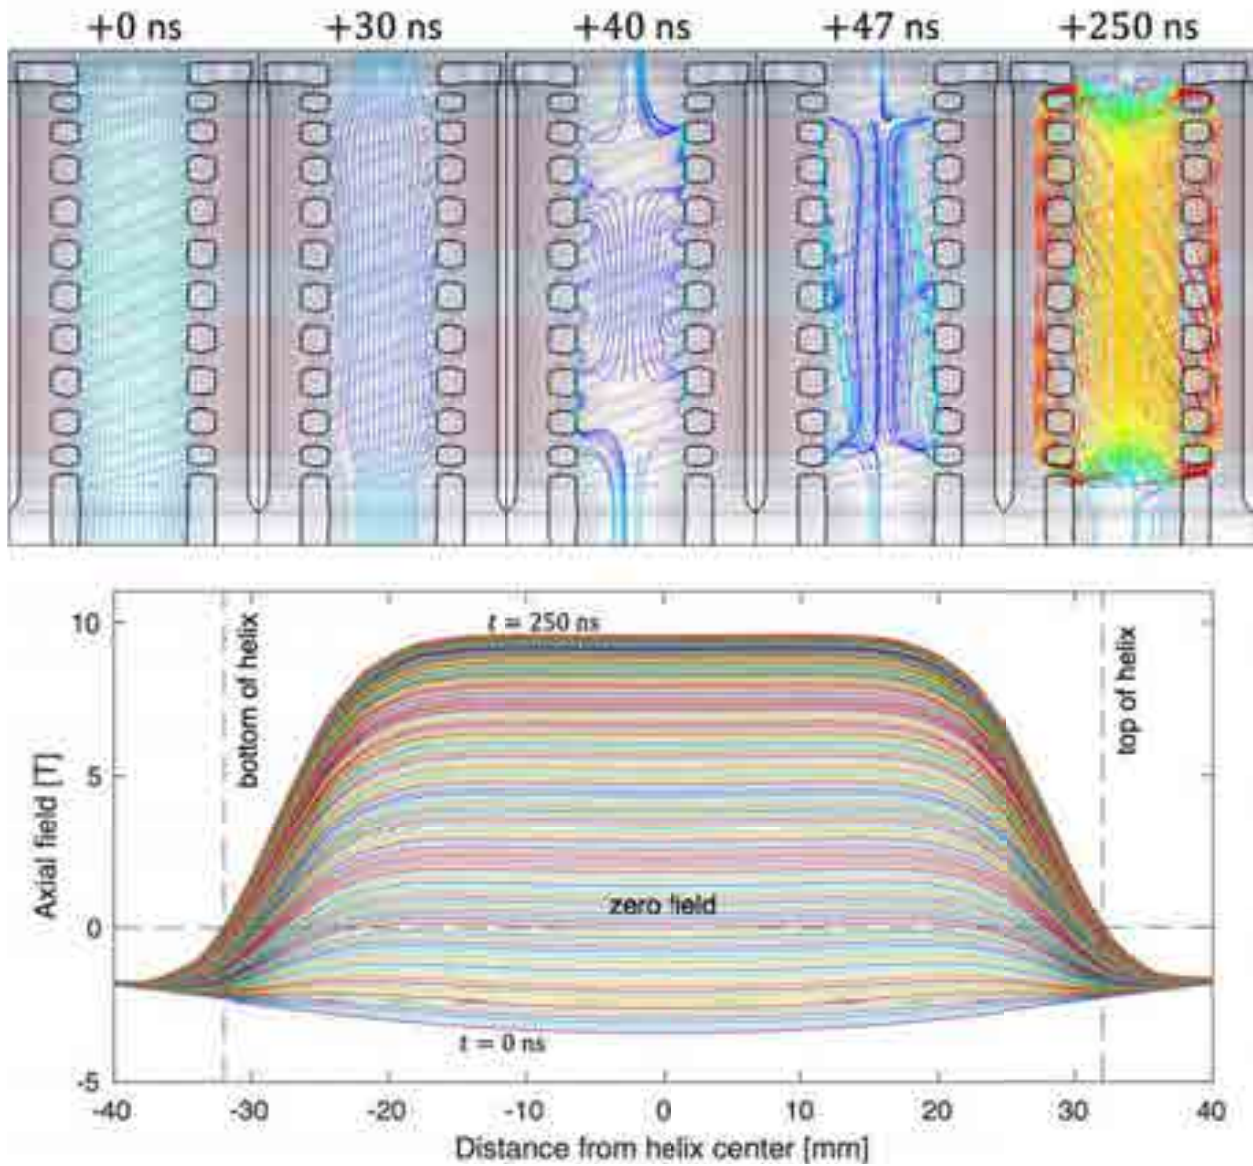 +0 ns +30 ns +40 ns +47 ns +250 ns
t = 250 ns
bottom of helix
top of helix
zero field
t = 0 ns
Axial field [T]
10
5
0
-5
-40 -30 -20 -10 0 10 20 30 40
Distance from helix center [mm]